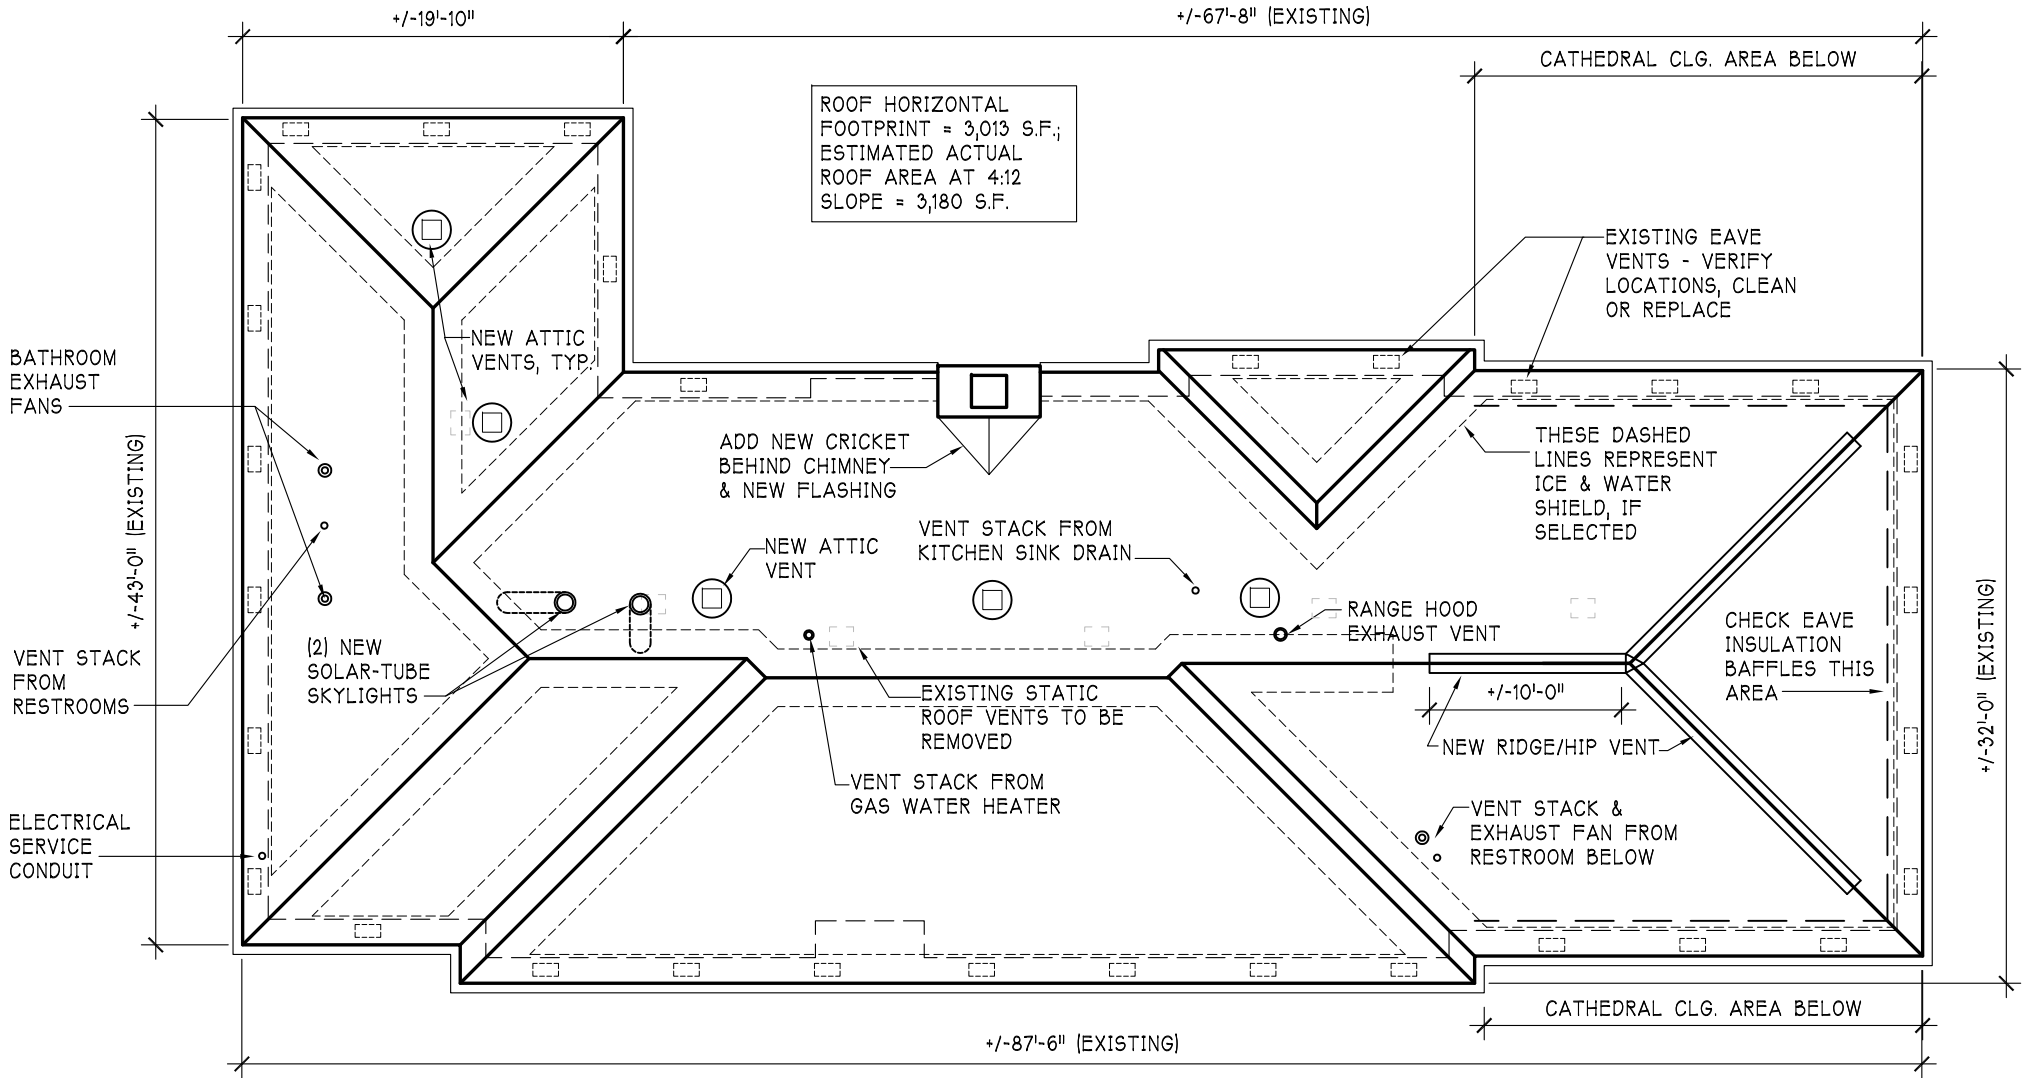 +/-19'-10"
+/-67'-8" (EXISTING)
CATHEDRAL CLG. AREA BELOW
ROOF HORIZONTAL
FOOTPRINT = 3,013 S.F.;
ESTIMATED ACTUAL
ROOF AREA AT 4:12
SLOPE = 3,180 S.F.
EXISTING EAVE
VENTS - VERIFY
LOCATIONS, CLEAN
OR REPLACE
NEW ATTIC
VENTS, TYP.
BATHROOM
EXHAUST
FANS
+/-43'-0" (EXISTING)
ADD NEW CRICKET
BEHIND CHIMNEY
& NEW FLASHING
THESE DASHED
LINES REPRESENT
ICE & WATER
SHIELD, IF
SELECTED
VENT STACK FROM
KITCHEN SINK DRAIN
NEW ATTIC
VENT
RANGE HOOD
EXHAUST VENT
CHECK EAVE
INSULATION
BAFFLES THIS
AREA
+/-32'-0" (EXISTING)
(2) NEW
SOLAR-TUBE
SKYLIGHTS
VENT STACK
FROM
RESTROOMS
EXISTING STATIC
ROOF VENTS TO BE
REMOVED
+/-10'-0"
NEW RIDGE/HIP VENT
VENT STACK FROM
GAS WATER HEATER
VENT STACK &
EXHAUST FAN FROM
RESTROOM BELOW
ELECTRICAL
SERVICE
CONDUIT
CATHEDRAL CLG. AREA BELOW
+/-87'-6" (EXISTING)